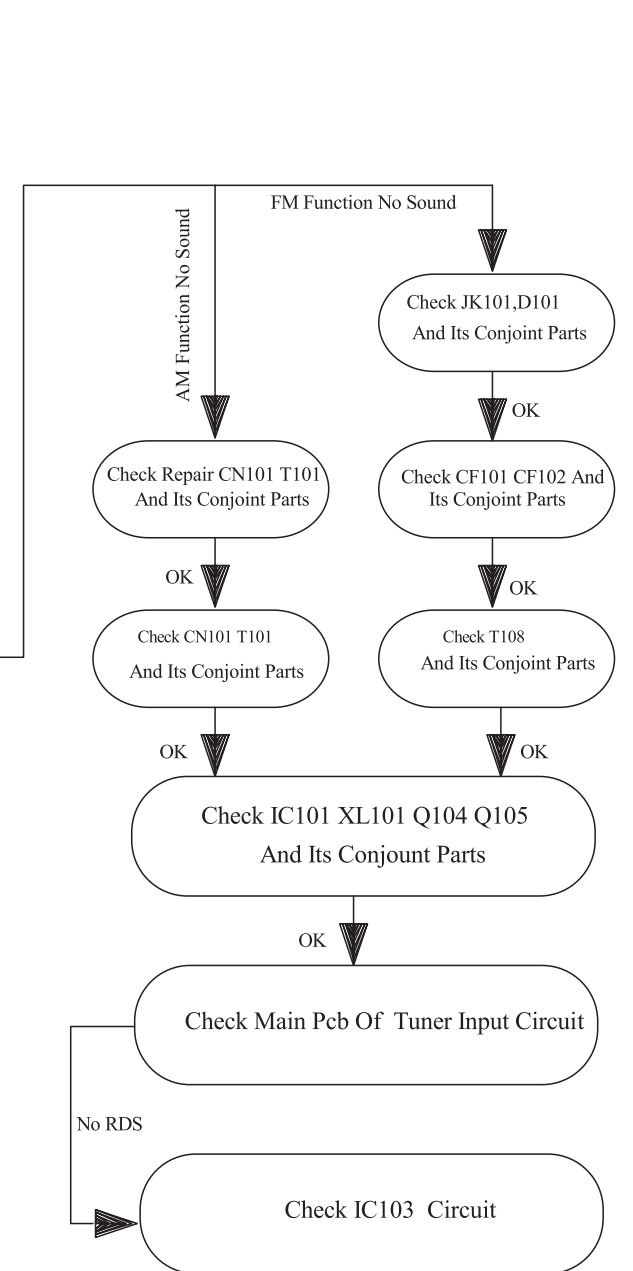 FM Function No Sound
AM Function No Sound
Check JK101,D101
And Its Conjoint Parts
OK
Check Repair CN101 T101
And Its Conjoint Parts
Check CF101 CF102 And
Its Conjoint Parts
OK
OK
Check CN101 T101
And Its Conjoint Parts
Check T108
And Its Conjoint Parts
OK
OK
Check IC101 XL101 Q104 Q105
And Its Conjount Parts
OK
Check Main Pcb Of Tuner Input Circuit
No RDS
Check IC103 Circuit